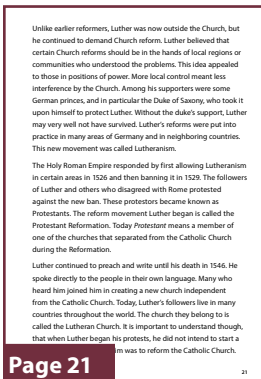 Unlike earlier reformers, Luther was now outside the Church, but
he continued to demand Church reform. Luther believed that
certain Church reforms should be in the hands of local regions or
communities who understood the problems. This idea appealed
to those in positions of power. More local control meant less
interference by the Church. Among his supporters were some
German princes, and in particular the Duke of Saxony, who took it
upon himself to protect Luther. Without the duke's support, Luther
may very well not have survived. Luther's reforms were put into
practice in many areas of Germany and in neighboring countries.
This new movement was called Lutheranism.
The Holy Roman Empire responded by first allowing Lutheranism
in certain areas in 1526 and then banning it in 1529. The followers
of Luther and others who disagreed with Rome protested
against the new ban. These protestors became known as
Protestants. The reform movement Luther began is called the
Protestant Reformation. Today Protestant means a member of
one of the churches that separated from the Catholic Church
during the Reformation.
Luther continued to preach and write until his death in 1546. He
spoke directly to the people in their own language. Many who
heard him joined him in creating a new church independent
from the Catholic Church. Today, Luther's followers live in many
countries throughout the world. The church they belong to is
called the Lutheran Church. It is important to understand though,
that when Luther began his protests, he did not intend to start a
im was to reform the Catholic Church.
Page 21
21